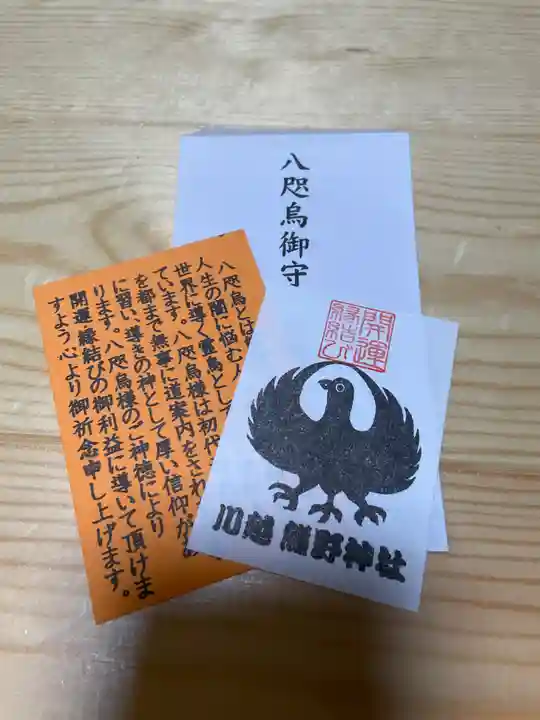 八咫烏御守
八咫烏とは
人生の闇に悩む人
世界に導く霊鳥とし
ています。八咫烏様は初代
を都まで無事に道案内をされ
に習い、導きの神として厚い信仰が
ります。八咫烏様のご神徳により
開運・縁結びの御利益に導いて頂けま
すよう心より御祈念申し上げます。
開運
縁結び
川越 熊野神社